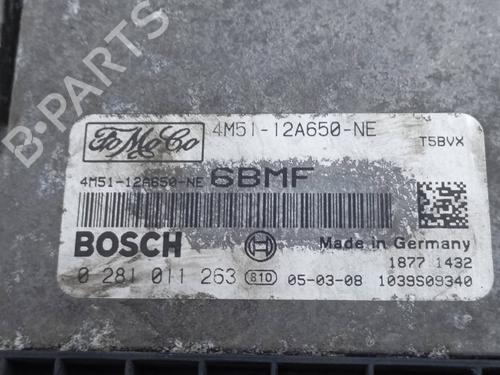 B-PARTS
FoMoCo
4M51-12A650-NE
T5BVX
4M51-12A650-NE 6BMF
BOSCH
Made in Germany
1877 1432
0 281 011 263 810 05-03-08 1039S09340